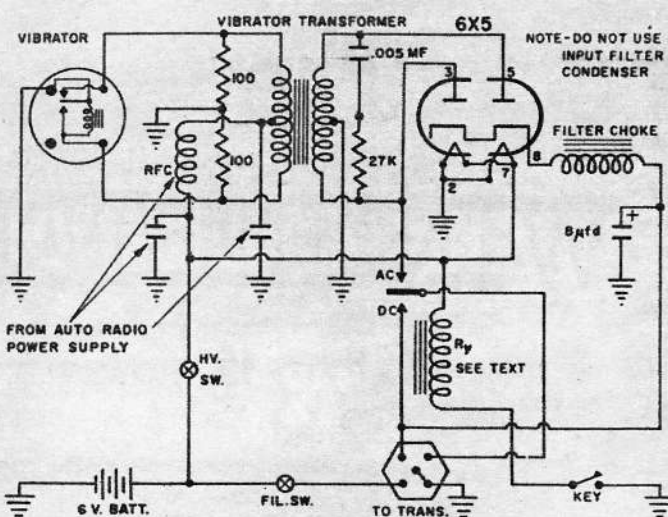 VIBRATOR TRANSFORMER
6X5
VIBRATOR
NOTE-DO NOT USE
INPUT FILTER
CONDENSER
.005 MF
100
3
5
FILTER CHOKE
RFC
100
27K
8
2
7
8µfd
+
AC
DC
FROM AUTO RADIO
POWER SUPPLY
Ry
SEE TEXT
HV.
SW.
6 V. BATT.
FIL. SW.
TO TRANS.
KEY